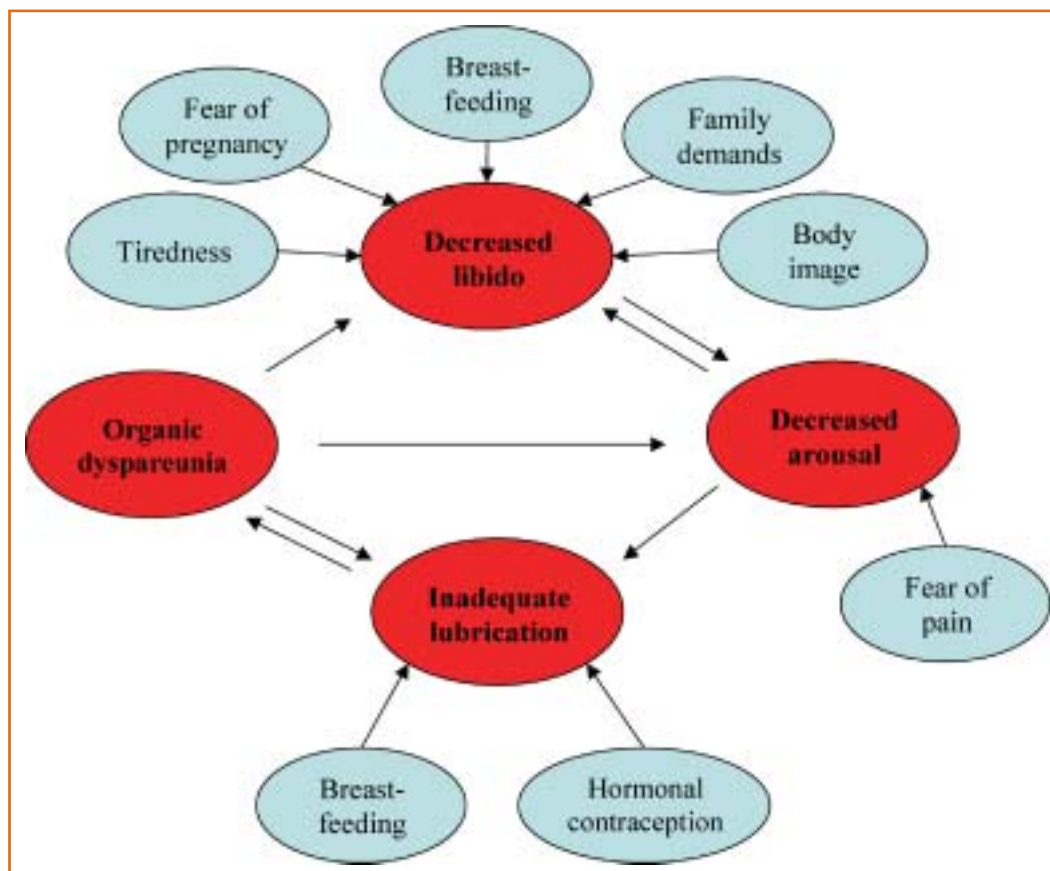 Breast-
feeding
Fear of
pregnancy
Family
demands
Tiredness
Decreased
libido
Body
image
Organic
dyspareunia
Decreased
arousal
Inadequate
lubrication
Fear of
pain
Breast-
feeding
Hormonal
contraception